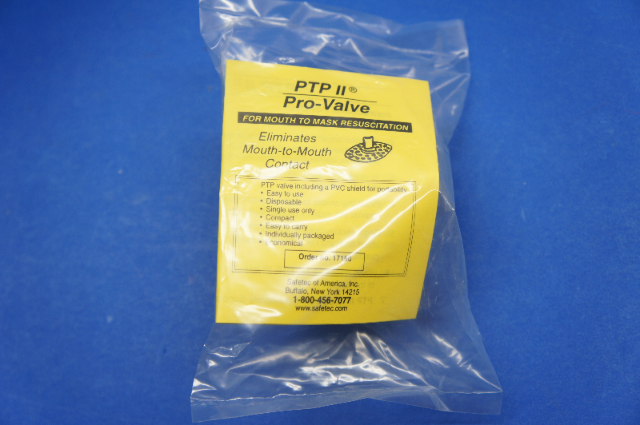 PTP II®
Pro-Valve
FOR MOUTH TO MASK RESUSCITATION
Eliminates
Mouth-to-Mouth
Contact
PTP valve including a PVC shield for
• Easy to use
• Disposable
• Single use only
• Compact
• Easy to carry
• Individually packaged
• Economical
Order
Safetec of America, Inc.
Buffalo, New York 14215
1-800-456-7077
www.safetec.com